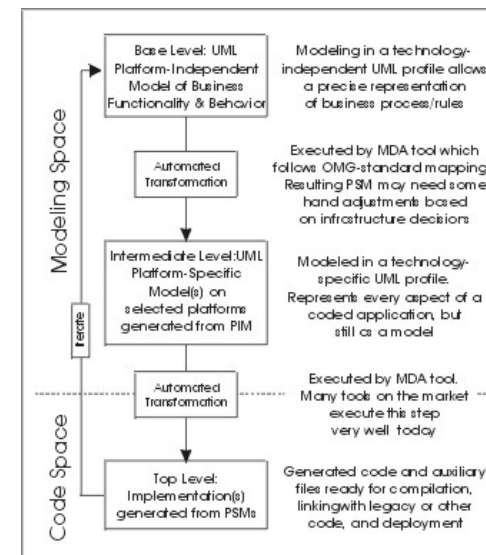 Modeling Space
Base Level: UML
Platform-Independent
Model of Business
Functionality & Behavior
Modeling in a technology-
independent UML profile allows
a precise representation
of business process/rules
Automated
Transformation
Executed by MDA tool which
follows OMG-standard mapping
Resulting PSM may need some
hand adjustments based
on infrastructure decisions
Intermediate Level:UML
Platform-Specific
Model(s) on
selected platforms
generated from PIM
Modeled in a technology-
specific UML profile.
Represents every aspect of a
coded application, but
still as a model
Iterate
Automated
Transformation
Executed by MDA tool.
Many tools on the market
execute this step
very well today
Code Space
Top Level:
Implementation(s)
generated from PSMs
Generated code and auxiliary
files ready for compilation,
linkingwith legacy or other
code, and deployment